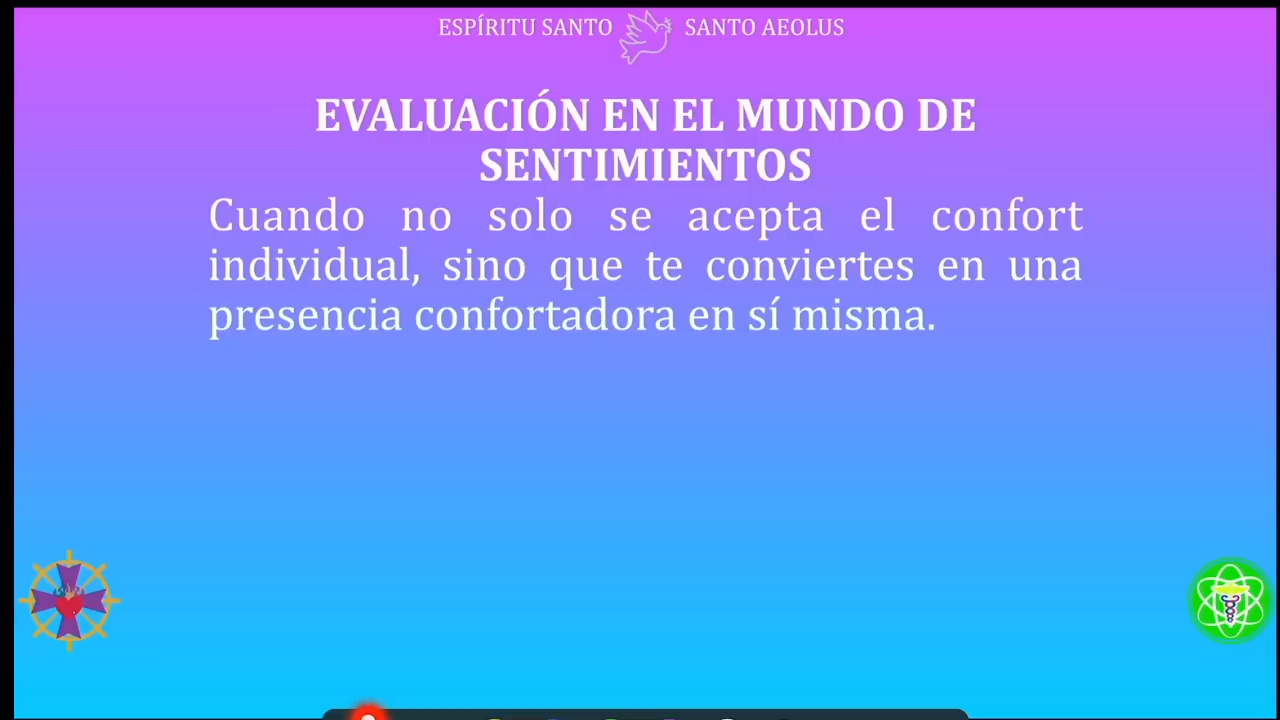 ESPÍRITU SANTO SANTO AEOLUS
EVALUACIÓN EN EL MUNDO DE
SENTIMIENTOS
Cuando no solo se acepta el confort
individual, sino que te conviertes en una
presencia confortadora en sí misma.